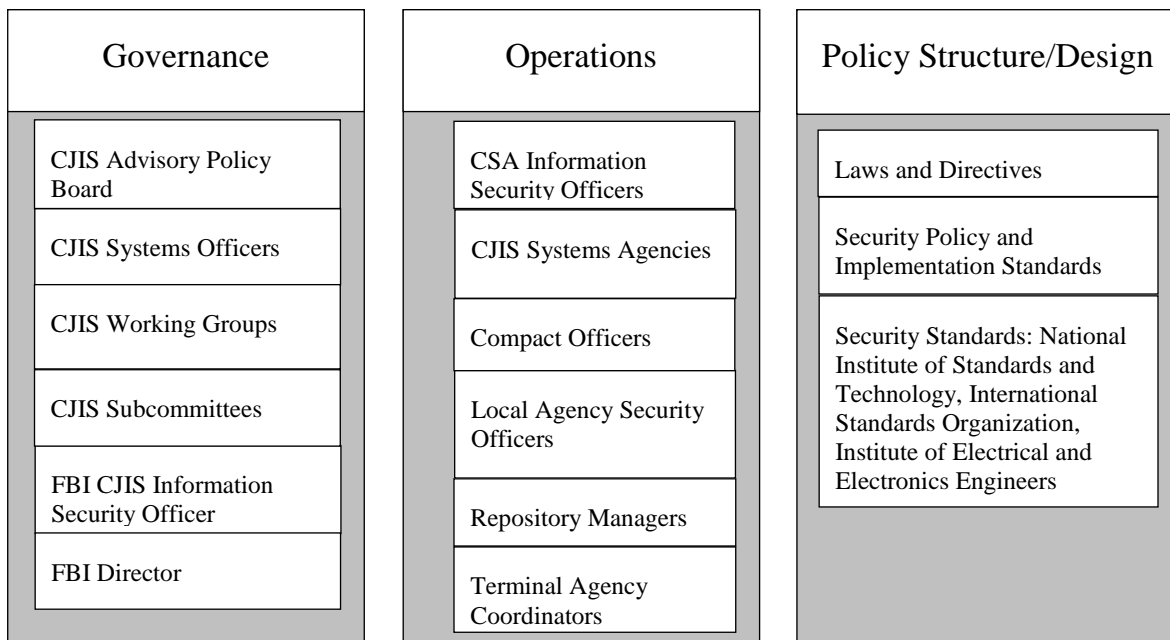 Governance
CJIS Advisory Policy
Board
CJIS Systems Officers
CJIS Working Groups
CJIS Subcommittees
FBI CJIS Information
Security Officer
FBI Director
Operations
CSA Information
Security Officers
CJIS Systems Agencies
Compact Officers
Local Agency Security
Officers
Repository Managers
Terminal Agency
Coordinators
Policy Structure/Design
Laws and Directives
Security Policy and
Implementation Standards
Security Standards: National
Institute of Standards and
Technology, International
Standards Organization,
Institute of Electrical and
Electronics Engineers